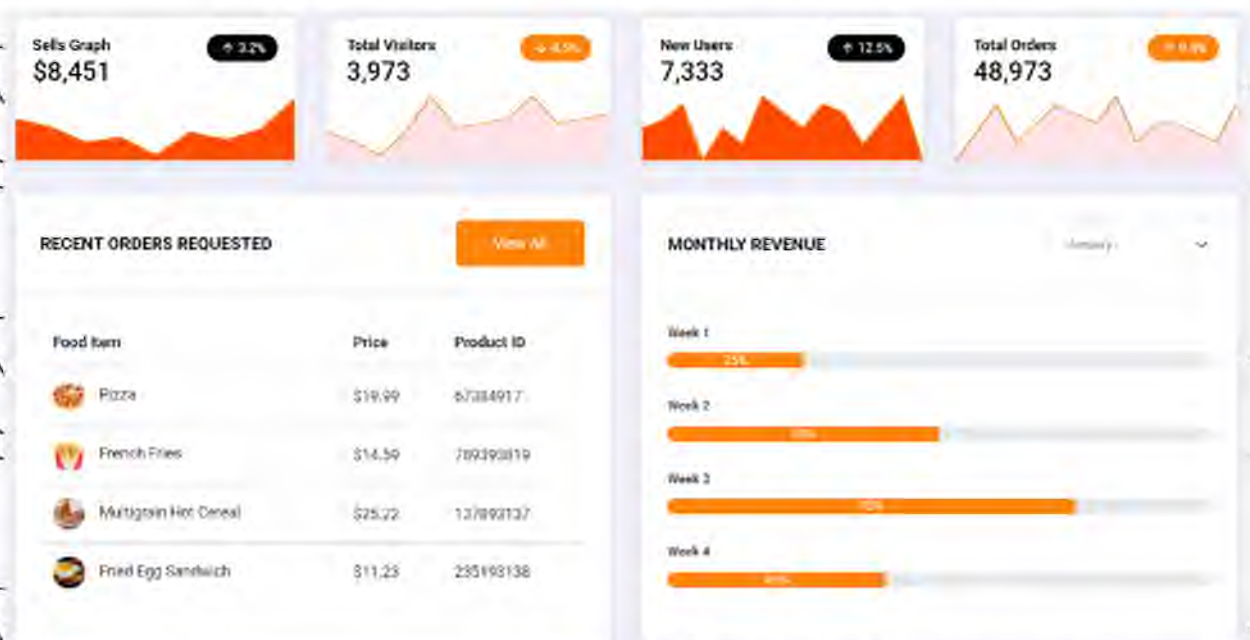 Sells Graph
3.2%
$8,451
Total Visitors
3,973
New Users
12.5%
7,333
Total Orders
48,973
RECENT ORDERS REQUESTED
View All
Food Item Price Product ID
Pizza $19.99
French Fries $14.59
Multigrain Hot Cereal $25.22
Fried Egg Sandwich $11.23 235193138
MONTHLY REVENUE
January
Week 1
25%
Week 2
Week 3
Week 4